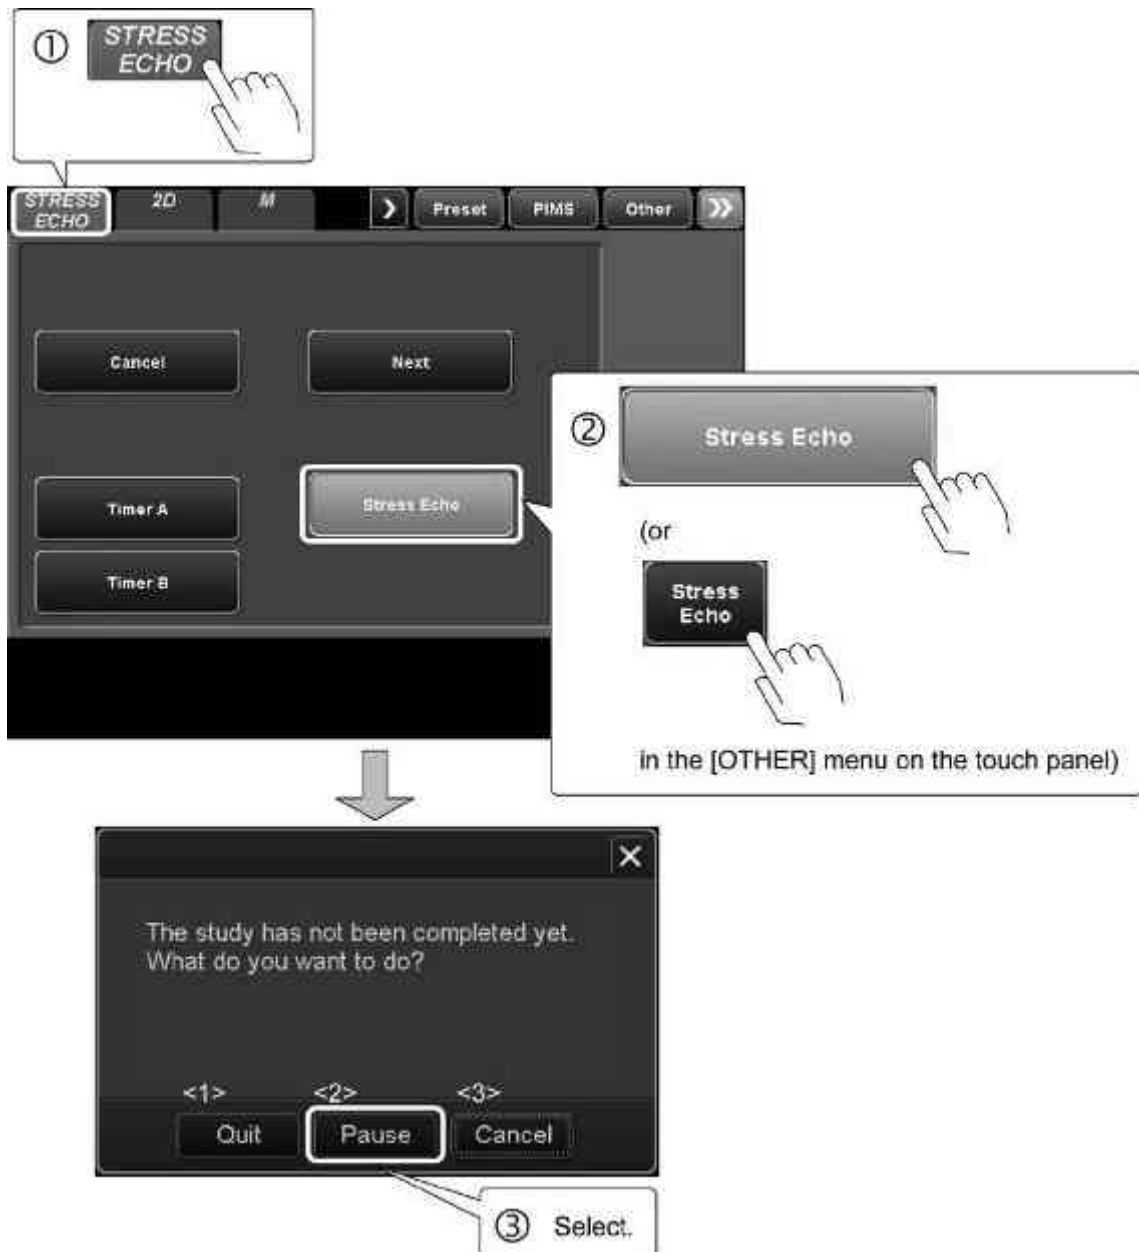 ① STRESS
ECHO
STRESS
ECHO
2D
M
Preset
PIMS
Other
Cancel
Next
Timer A
Stress Echo
Timer B
② Stress Echo
(or
Stress
Echo
in the [OTHER] menu on the touch panel)
The study has not been completed yet.
What do you want to do?
<1> <2> <3>
Quit Pause Cancel
③ Select.